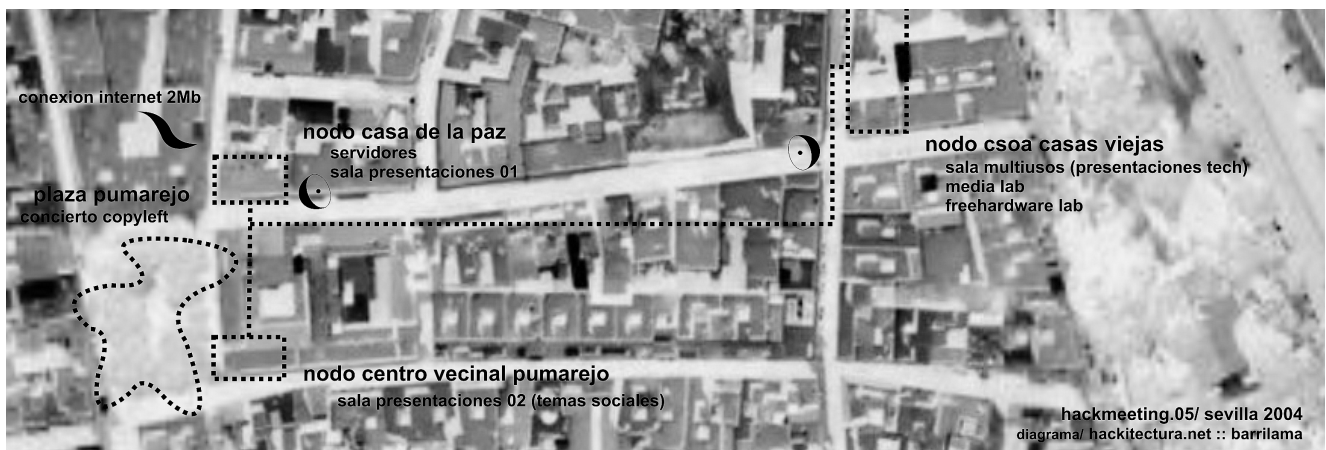 conexion internet 2Mb
nodo casa de la paz
servidores
sala presentaciones 01
plaza pumarejo
concierto copyleft
nodo csoa casas viejas
sala multiusos (presentaciones tech)
media lab
freehardware lab
nodo centro vecinal pumarejo
sala presentaciones 02 (temas sociales)
hackmeeting.05/ sevilla 2004
diagrama/ hackitectura.net :: barrilama